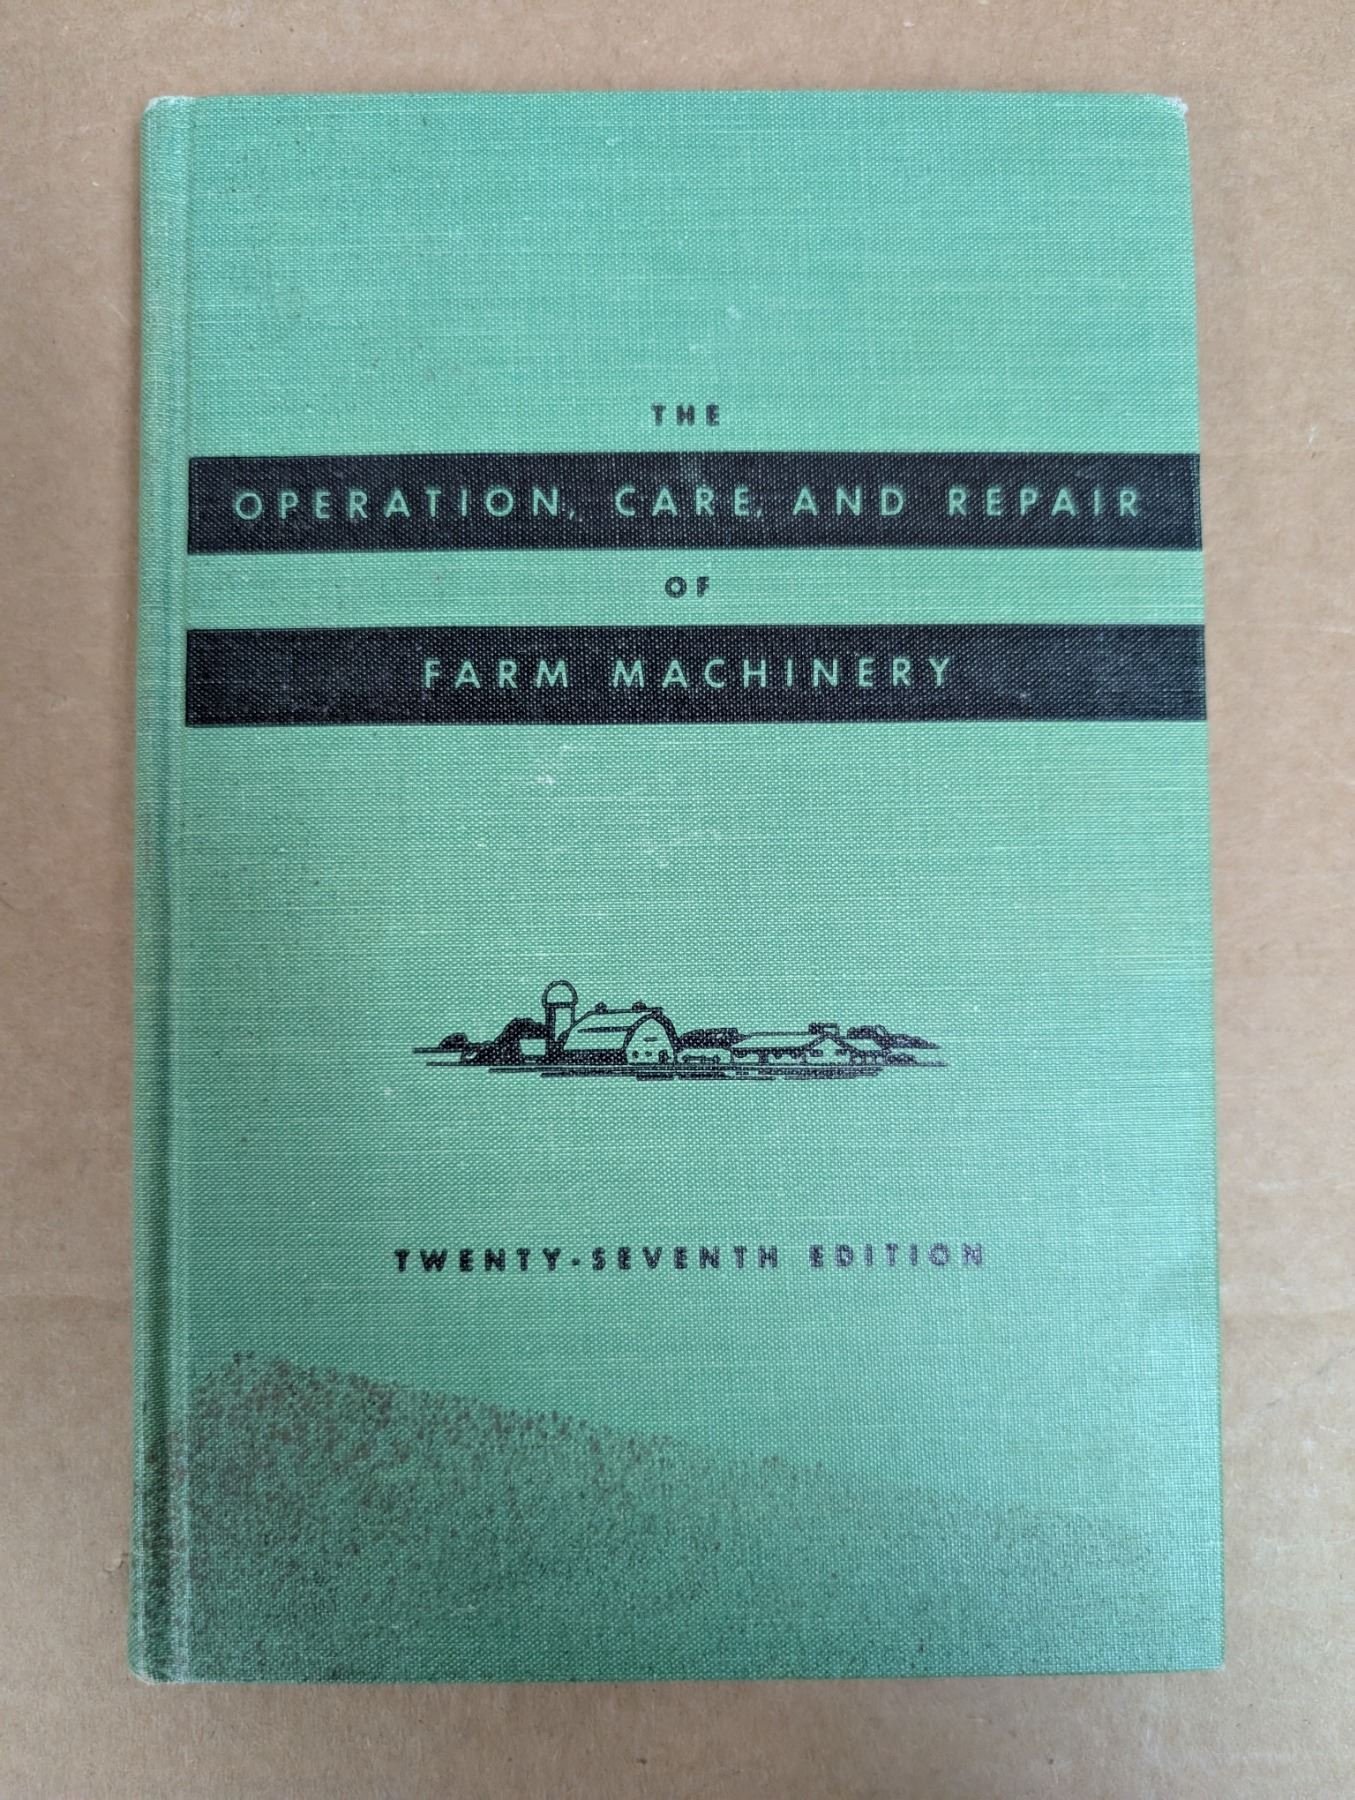 THE
OPERATION, CARE, AND REPAIR
OF
FARM MACHINERY
TWENTY-SEVENTH EDITION